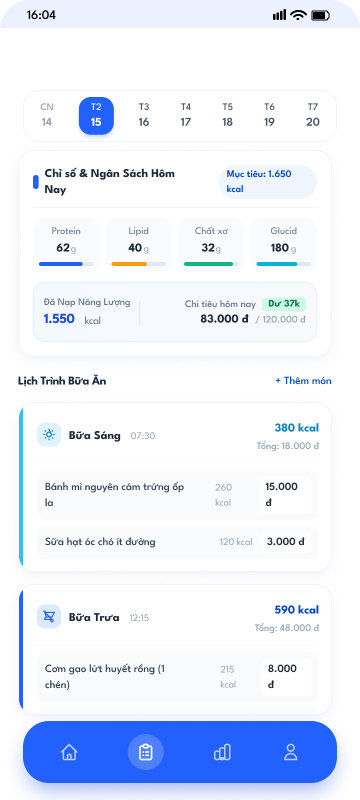 16:04
CN T2 T3 T4 T5 T6 T7
14 15 16 17 18 19 20
Chỉ số & Ngân Sách Hôm
Nay
Mục tiêu: 1.650
kcal
Protein Lipid Chất xơ Glucid
62g 40g 32g 180g
Đã Nạp Năng Lượng
1.550 kcal
Chi tiêu hôm nay Dư 37k
83.000 đ / 120.000 đ
Lịch Trình Bữa Ăn + Thêm món
Bữa Sáng 07:30
380 kcal
Tổng: 18.000 đ
Bánh mì nguyên cám trứng ốp
la
260
kcal
15.000
đ
Sữa hạt óc chó ít đường 120 kcal 3.000 đ
Bữa Trưa 12:15
590 kcal
Tổng: 48.000 đ
Cơm gạo lứt huyết rồng (1
chén)
215
kcal
8.000
đ